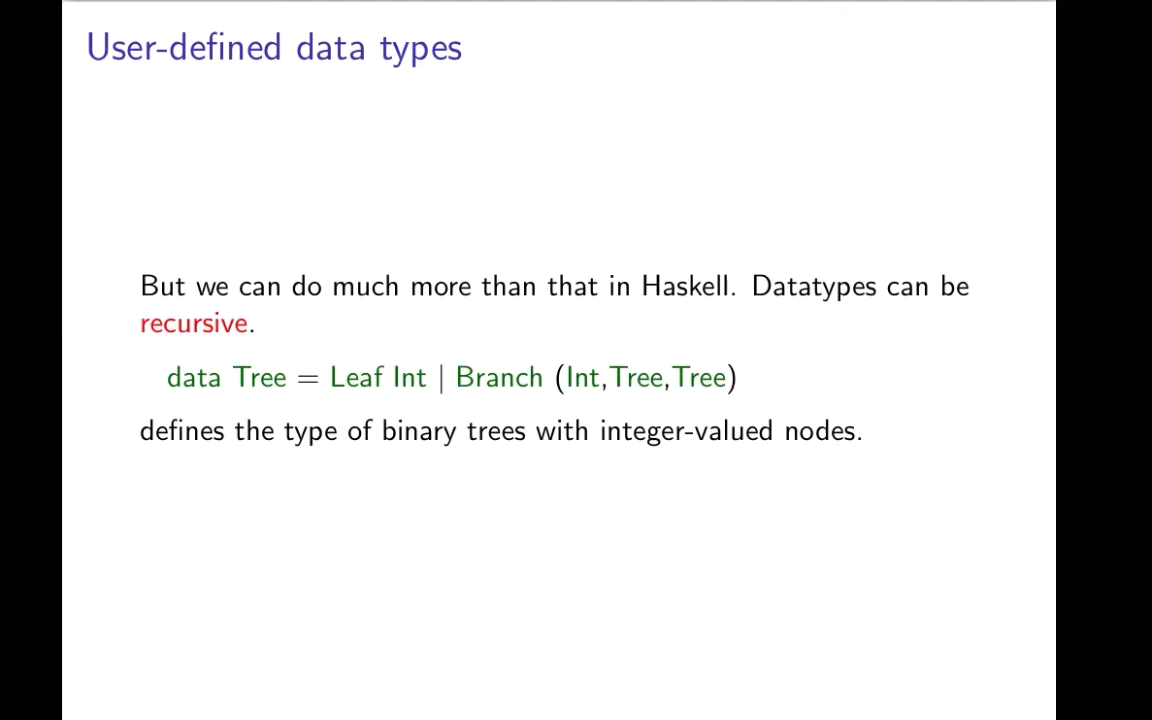 User-defined data types
But we can do much more than that in Haskell. Datatypes can be
recursive.
data Tree = Leaf Int | Branch (Int,Tree,Tree)
defines the type of binary trees with integer-valued nodes.